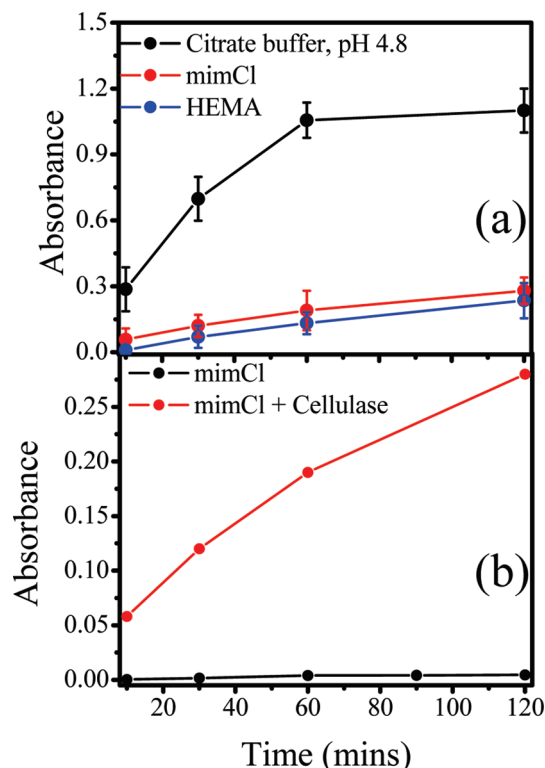 1.5
1.2
0.9
0.6
0.3
0.0
Absorbance
Citrate buffer, pH 4.8
mimCl
HEMA
(a)
0.25
0.20
0.15
0.10
0.05
0.00
Absorbance
mimCl
mimCl + Cellulase
(b)
20 40 60 80 100 120
Time (mins)